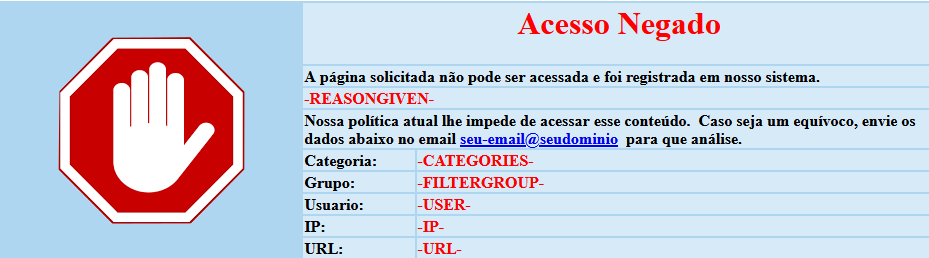 Acesso Negado
A página solicitada não pode ser acessada e foi registrada em nosso sistema.
-REASONGIVEN-
Nossa política atual lhe impede de acessar esse conteúdo.  Caso seja um equívoco, envie os
dados abaixo no email seu-email@seudominio  para que análise.
Categoria: -CATEGORIES-
Grupo: -FILTERGROUP-
Usuario: -USER-
IP: -IP-
URL: -URL-